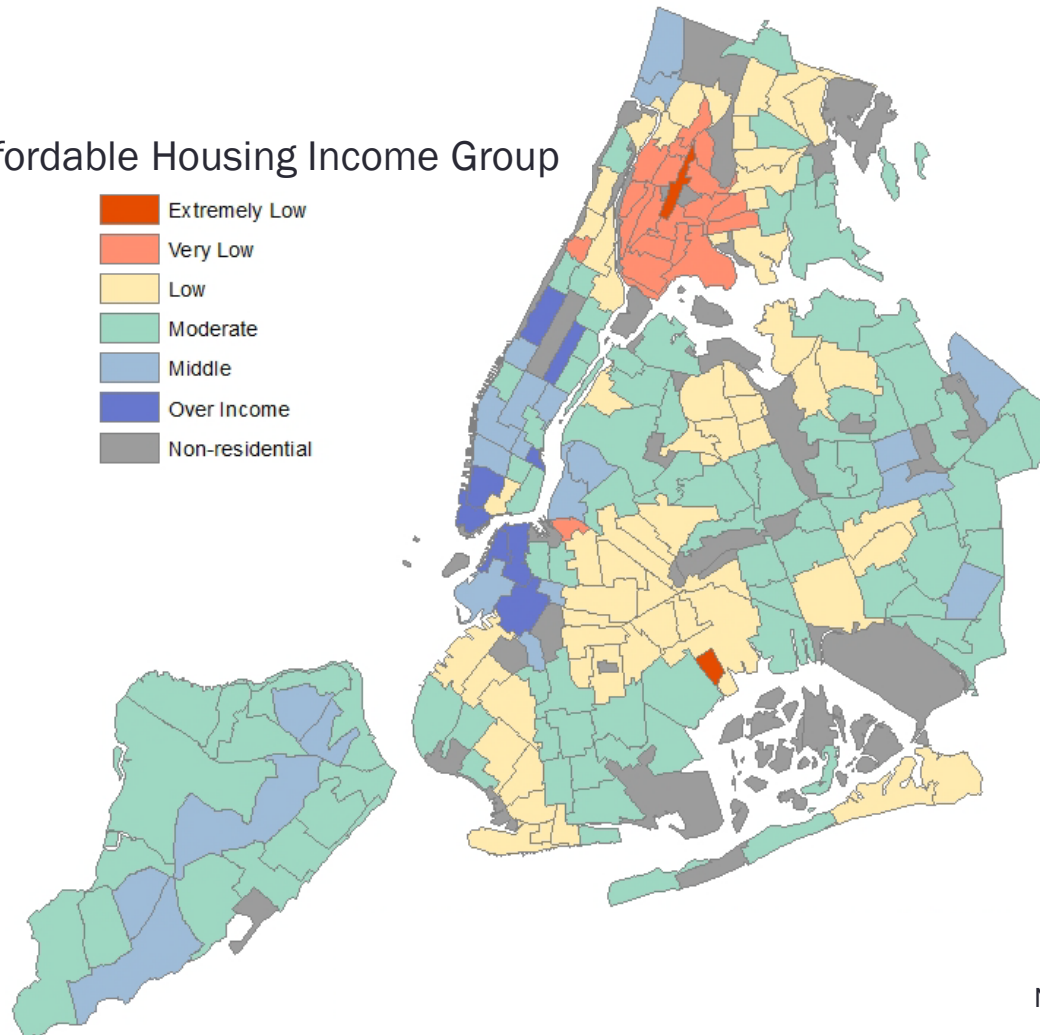 fordable Housing Income Group
Extremely Low
Very Low
Low
Moderate
Middle
Over Income
Non-residential